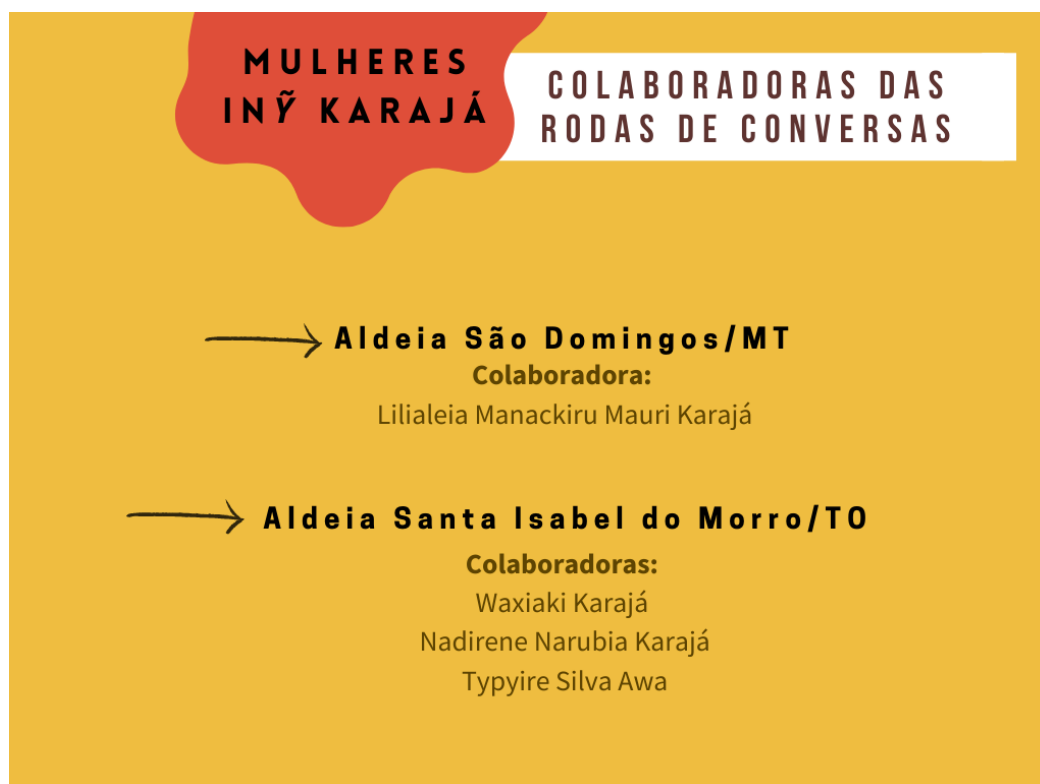 MULHERES
INỸ KARAJÁ
COLABORADORAS DAS
RODAS DE CONVERSAS
Aldeia São Domingos/MT
Colaboradora:
Lilialeia Manackiru Mauri Karajá
Aldeia Santa Isabel do Morro/TO
Colaboradoras:
Waxiaki Karajá
Nadirene Narubia Karajá
Typyire Silva Awa